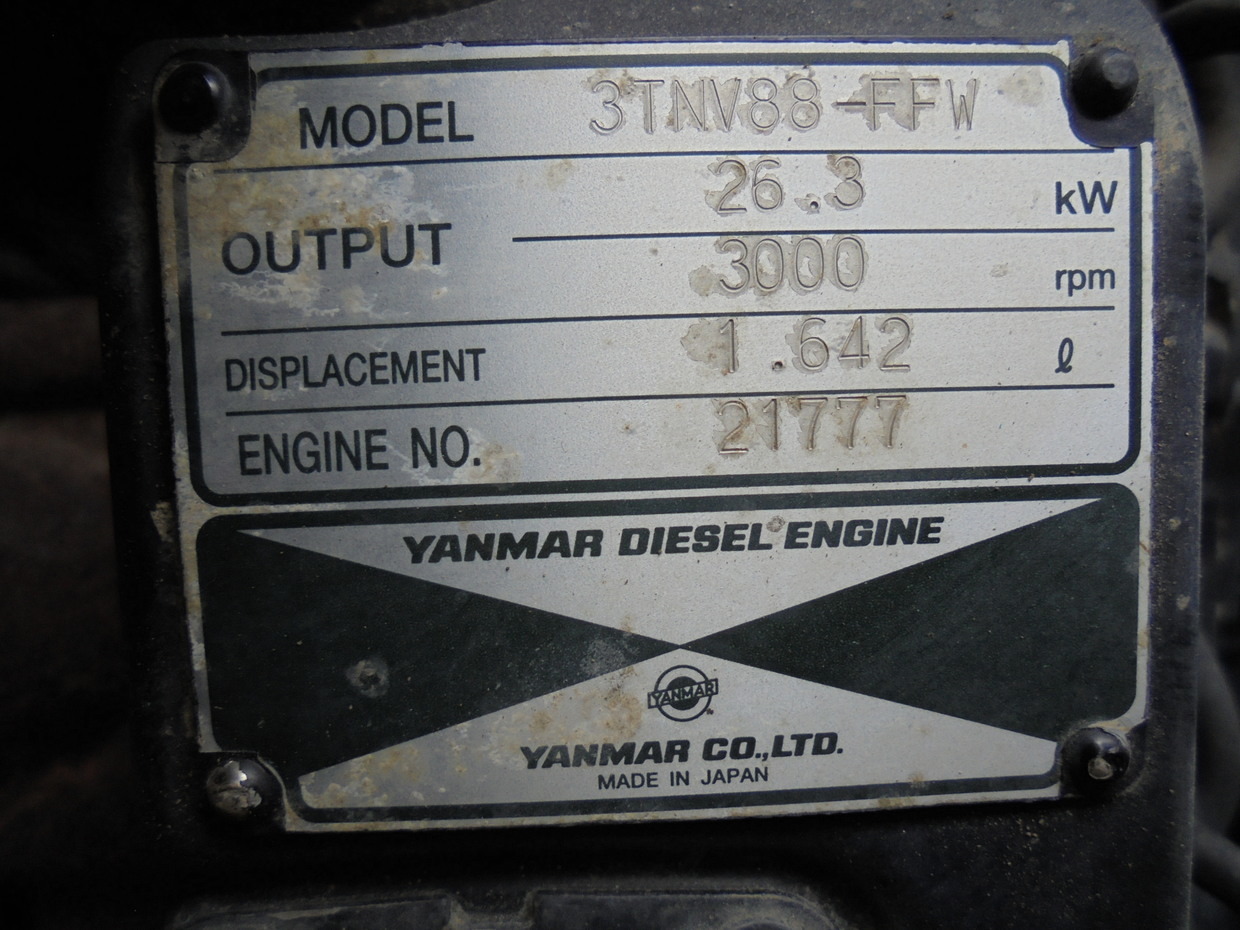 MODEL 3TNV88-FFW
26.3 kW
OUTPUT
3000 rpm
DISPLACEMENT 1.642 ℓ
ENGINE NO. 21777
YANMAR DIESEL ENGINE
YANMAR
YANMAR CO.,LTD.
MADE IN JAPAN